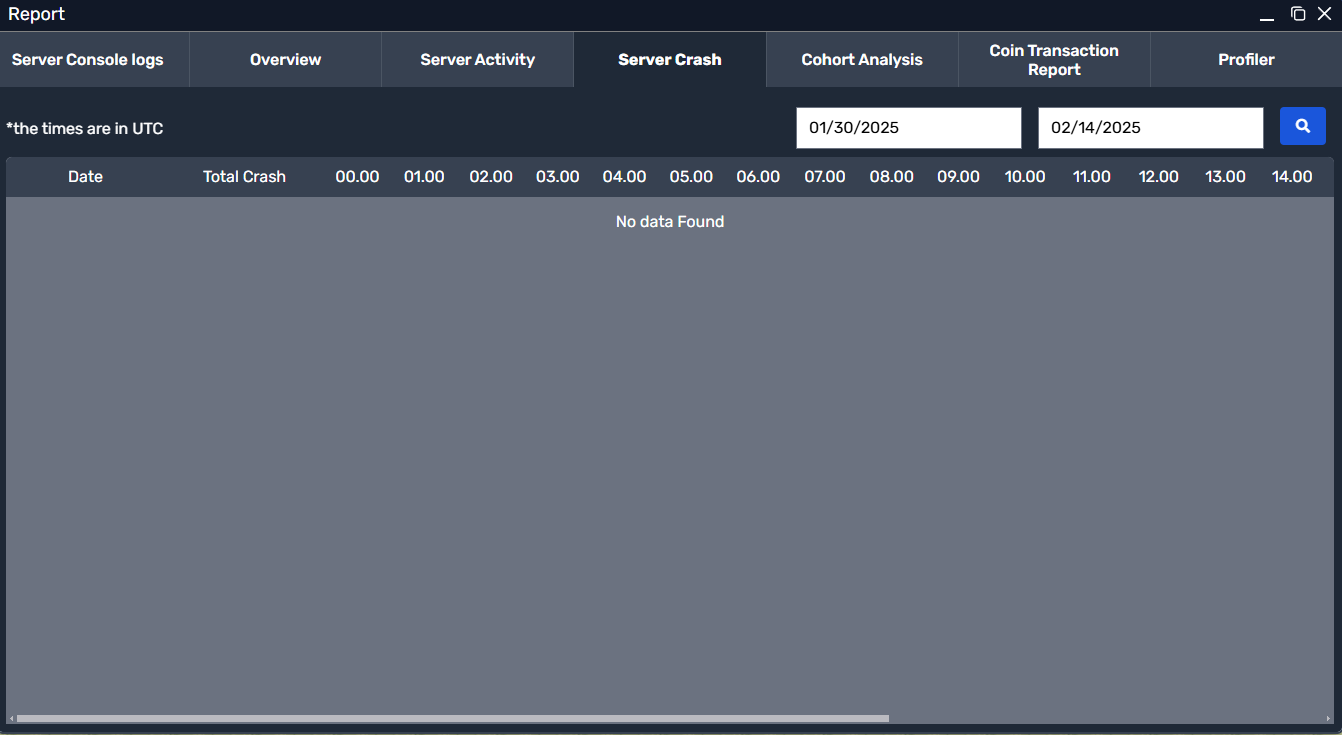 Report
Server Console logs
Overview
Server Activity
Server Crash
Cohort Analysis
Coin Transaction
Report
Profiler
*the times are in UTC
01/30/2025
02/14/2025
Date Total Crash 00.00 01.00 02.00 03.00 04.00 05.00 06.00 07.00 08.00 09.00 10.00 11.00 12.00 13.00 14.00
No data Found